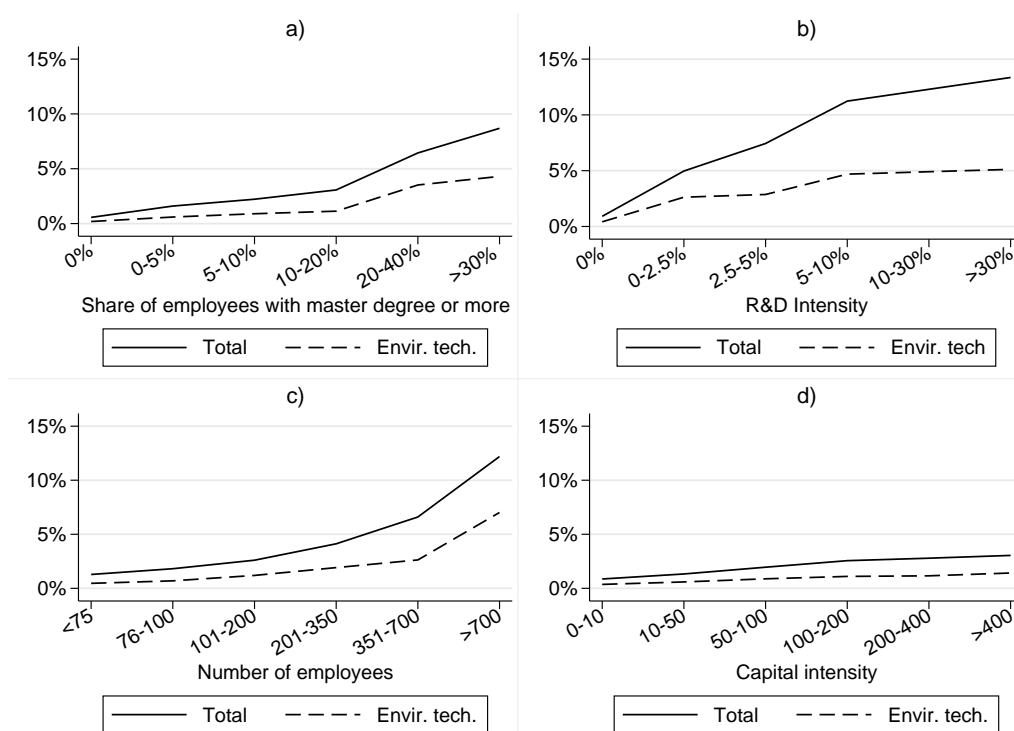 a)
15%
10%
5%
0%
0%
0-5%
5-10%
10-20%
20-40%
>30%
Share of employees with master degree or more
Total
Envir. tech.
b)
15%
10%
5%
0%
0%
0-2.5%
2.5-5%
5-10%
10-30%
>30%
R&D Intensity
Total
Envir. tech
c)
15%
10%
5%
0%
<75
76-100
101-200
201-350
351-700
>700
Number of employees
Total
Envir. tech.
d)
15%
10%
5%
0%
0-10
10-50
50-100
100-200
200-400
>400
Capital intensity
Total
Envir. tech.